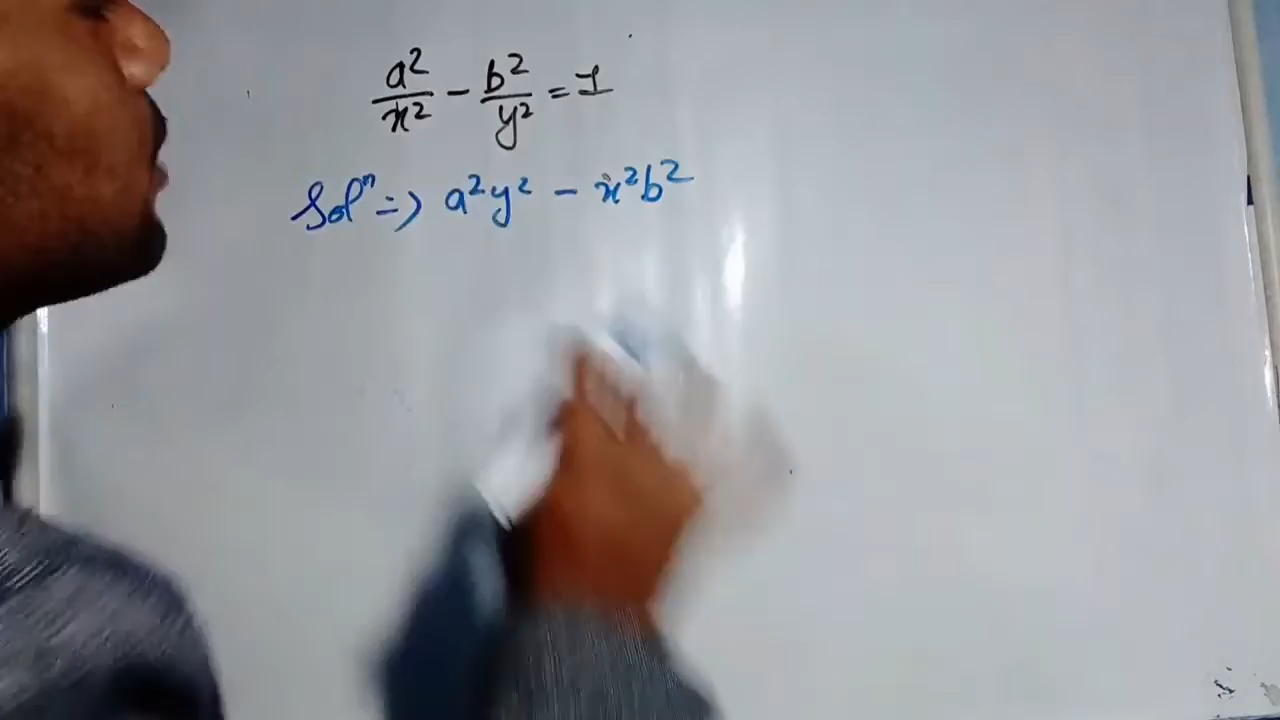 a²/x² - b²/y² = 1
Solⁿ => a²y² - x²b²